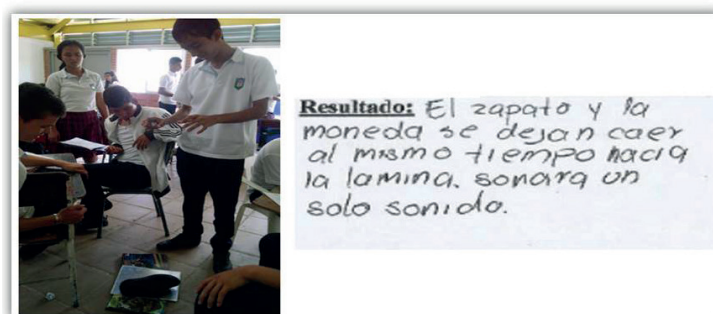 Resultado: El zapato y la
moneda se dejan caer
al mismo tiempo hacia
la lamina. sonara un
solo sonido.